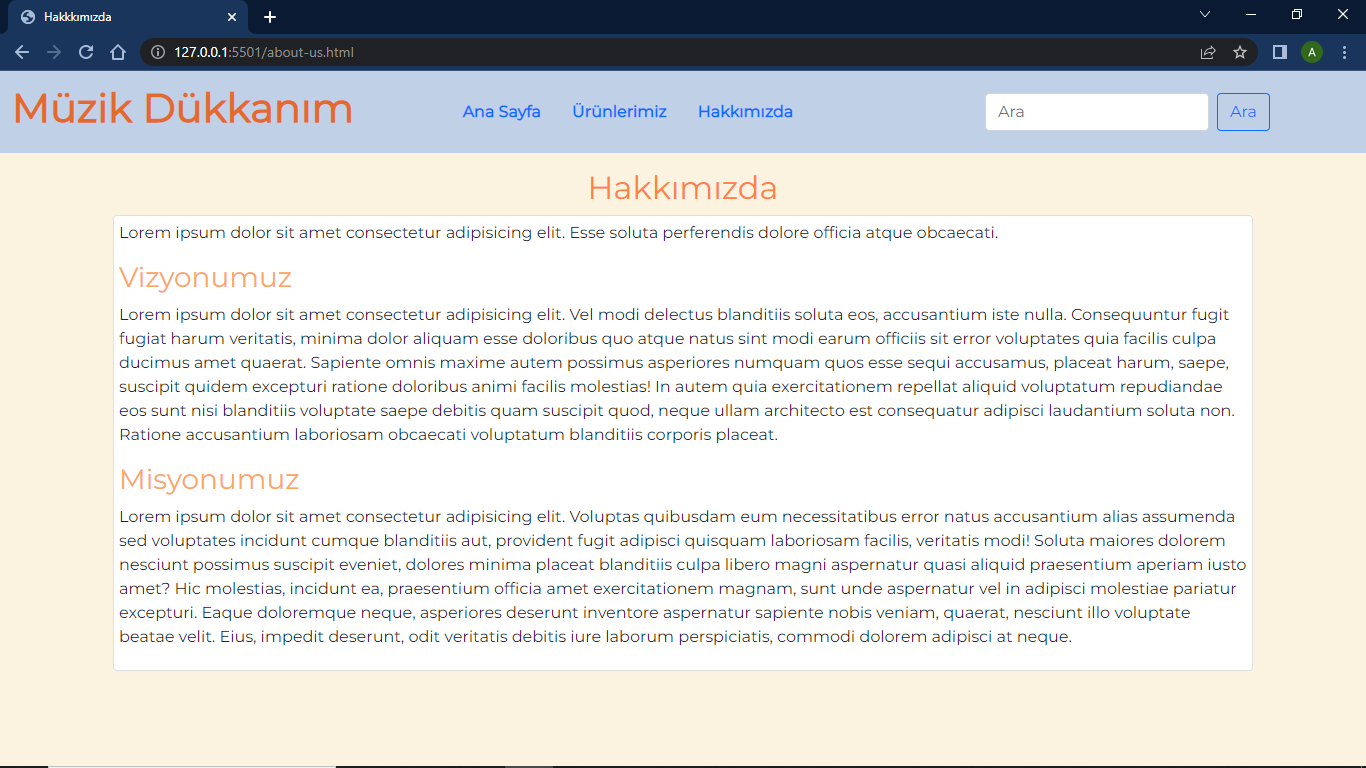 Hakkkımızda
127.0.0.1:5501/about-us.html
A
Müzik Dükkanım
Ana Sayfa Ürünlerimiz Hakkımızda
Ara Ara
Hakkımızda
Lorem ipsum dolor sit amet consectetur adipisicing elit. Esse soluta perferendis dolore officia atque obcaecati.
Vizyonumuz
Lorem ipsum dolor sit amet consectetur adipisicing elit. Vel modi delectus blanditiis soluta eos, accusantium iste nulla. Consequuntur fugit
fugiat harum veritatis, minima dolor aliquam esse doloribus quo atque natus sint modi earum officiis sit error voluptates quia facilis culpa
ducimus amet quaerat. Sapiente omnis maxime autem possimus asperiores numquam quos esse sequi accusamus, placeat harum, saepe,
suscipit quidem excepturi ratione doloribus animi facilis molestias! In autem quia exercitationem repellat aliquid voluptatum repudiandae
eos sunt nisi blanditiis voluptate saepe debitis quam suscipit quod, neque ullam architecto est consequatur adipisci laudantium soluta non.
Ratione accusantium laboriosam obcaecati voluptatum blanditiis corporis placeat.
Misyonumuz
Lorem ipsum dolor sit amet consectetur adipisicing elit. Voluptas quibusdam eum necessitatibus error natus accusantium alias assumenda
sed voluptates incidunt cumque blanditiis aut, provident fugit adipisci quisquam laboriosam facilis, veritatis modi! Soluta maiores dolorem
nesciunt possimus suscipit eveniet, dolores minima placeat blanditiis culpa libero magni aspernatur quasi aliquid praesentium aperiam iusto
amet? Hic molestias, incidunt ea, praesentium officia amet exercitationem magnam, sunt unde aspernatur vel in adipisci molestiae pariatur
excepturi. Eaque doloremque neque, asperiores deserunt inventore aspernatur sapiente nobis veniam, quaerat, nesciunt illo voluptate
beatae velit. Eius, impedit deserunt, odit veritatis debitis iure laborum perspiciatis, commodi dolorem adipisci at neque.